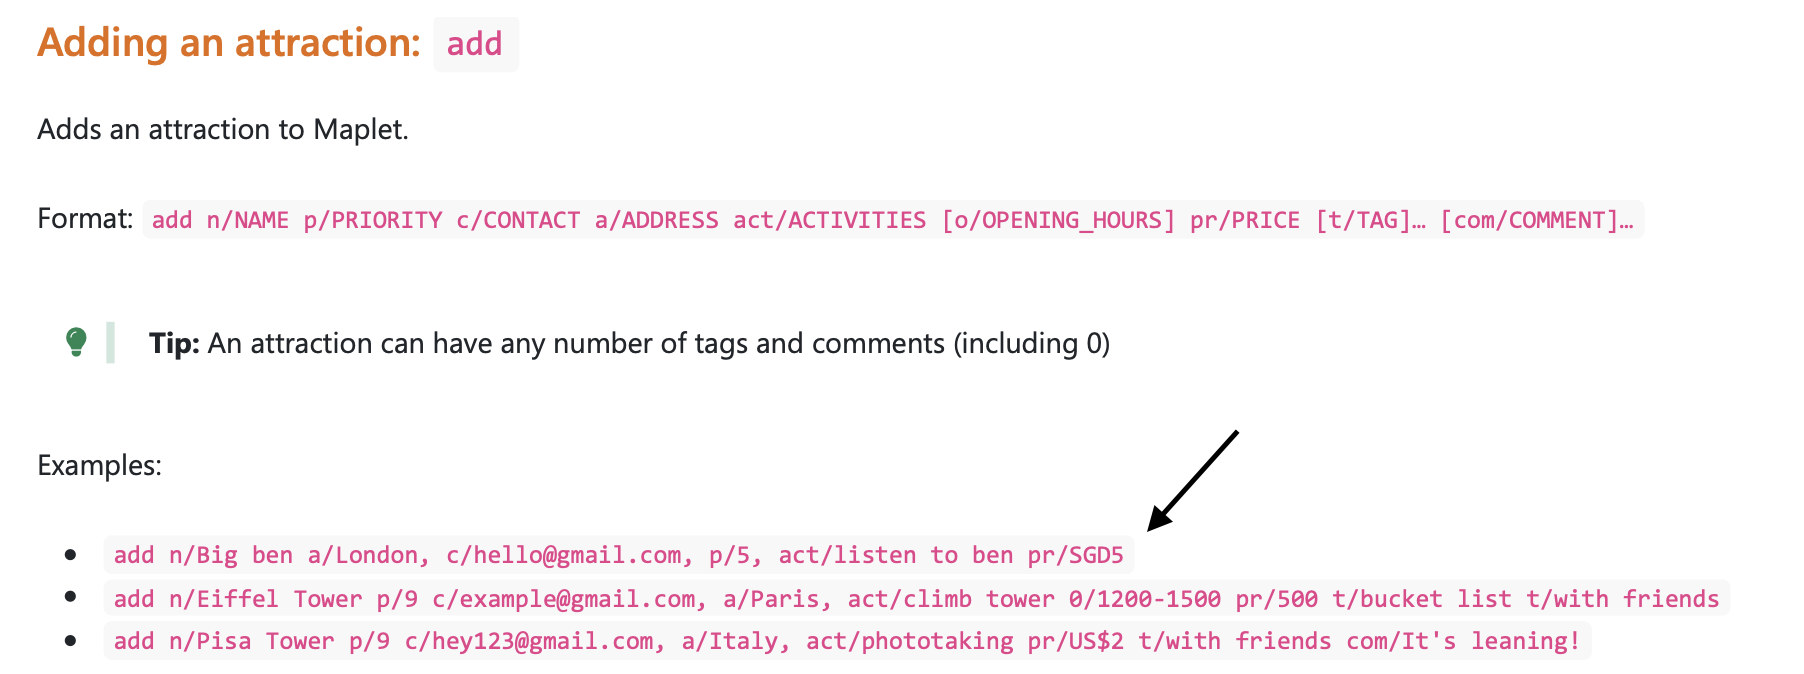 Adding an attraction: add
Adds an attraction to Maplet.
Format: add n/NAME p/PRIORITY c/CONTACT a/ADDRESS act/ACTIVITIES [o/OPENING_HOURS] pr/PRICE [t/TAG]… [com/COMMENT]…
Tip: An attraction can have any number of tags and comments (including 0)
Examples:
• add n/Big ben a/London, c/hello@gmail.com, p/5, act/listen to ben pr/SGD5
• add n/Eiffel Tower p/9 c/example@gmail.com, a/Paris, act/climb tower 0/1200-1500 pr/500 t/bucket list t/with friends
• add n/Pisa Tower p/9 c/hey123@gmail.com, a/Italy, act/phototaking pr/US$2 t/with friends com/It's leaning!